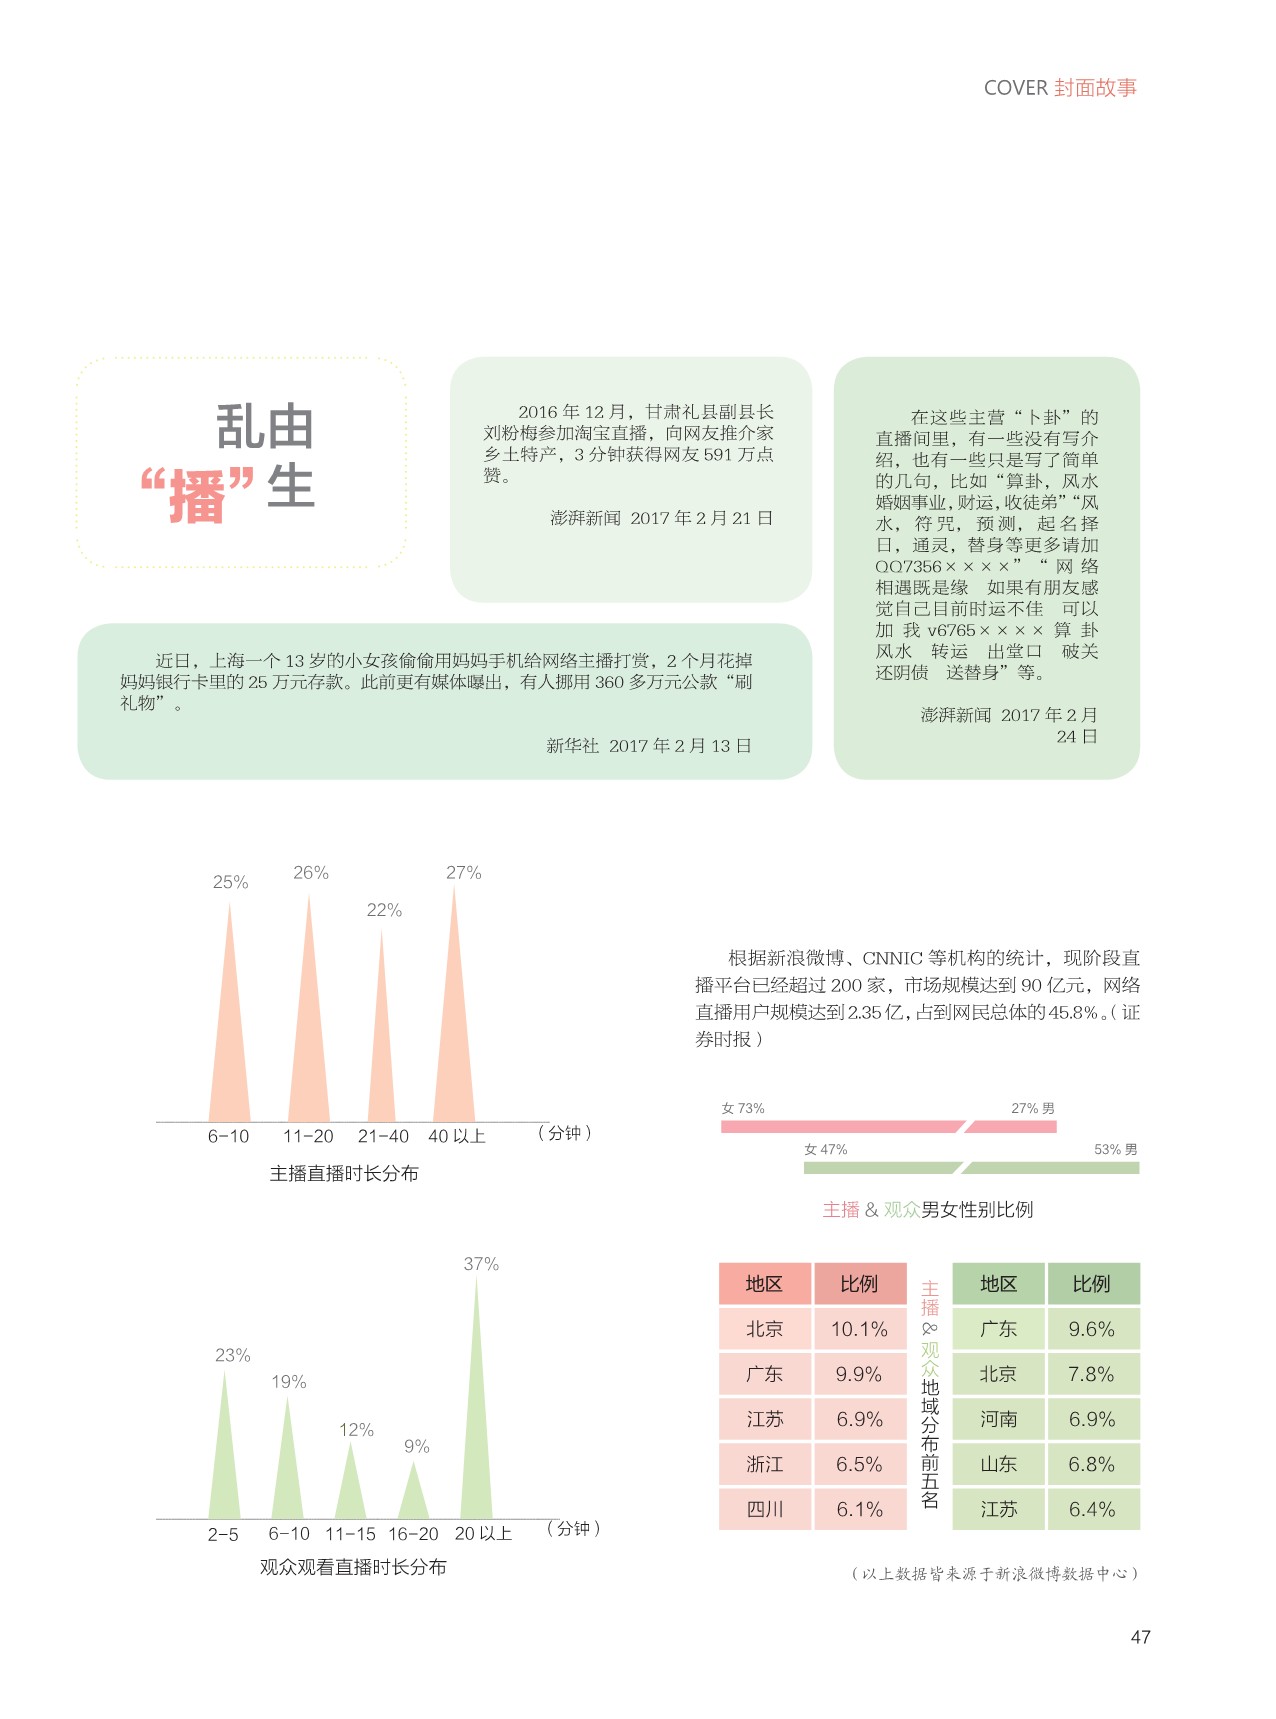 COVER 封面故事
乱由
“播”生
2016 年 12 月，甘肃礼县副县长
刘粉梅参加淘宝直播，向网友推介家
乡土特产，3 分钟获得网友 591 万点
赞。
澎湃新闻 2017 年 2 月 21 日
在这些主营“卜卦”的
直播间里，有一些没有写介
绍，也有一些只是写了简单
的几句，比如“算卦，风水
婚姻事业，财运，收徒弟”“风
水，符咒，预测，起名择
日，通灵，替身等更多请加
QQ7356××××”“网络
相遇既是缘　如果有朋友感
觉自己目前时运不佳　可以
加我 v6765×××× 算卦
风水　转运　出堂口　破关
还阴债　送替身”等。
澎湃新闻 2017 年 2 月
24 日
近日，上海一个 13 岁的小女孩偷偷用妈妈手机给网络主播打赏，2 个月花掉
妈妈银行卡里的 25 万元存款。此前更有媒体曝出，有人挪用 360 多万元公款“刷
礼物”。
新华社 2017 年 2 月 13 日
25%
26%
22%
27%
6-10
11-20
21-40
40 以上
（分钟）
主播直播时长分布
根据新浪微博、CNNIC 等机构的统计，现阶段直
播平台已经超过 200 家，市场规模达到 90 亿元，网络
直播用户规模达到 2.35 亿，占到网民总体的 45.8%。（证
券时报）
女 73%
27% 男
女 47%
53% 男
主播 & 观众男女性别比例
23%
19%
12%
9%
37%
2-5
6-10
11-15
16-20
20 以上
（分钟）
观众观看直播时长分布
地区 比例
北京 10.1%
广东 9.9%
江苏 6.9%
浙江 6.5%
四川 6.1%
主播&观众地域分布前五名
地区 比例
广东 9.6%
北京 7.8%
河南 6.9%
山东 6.8%
江苏 6.4%
（以上数据皆来源于新浪微博数据中心）
47